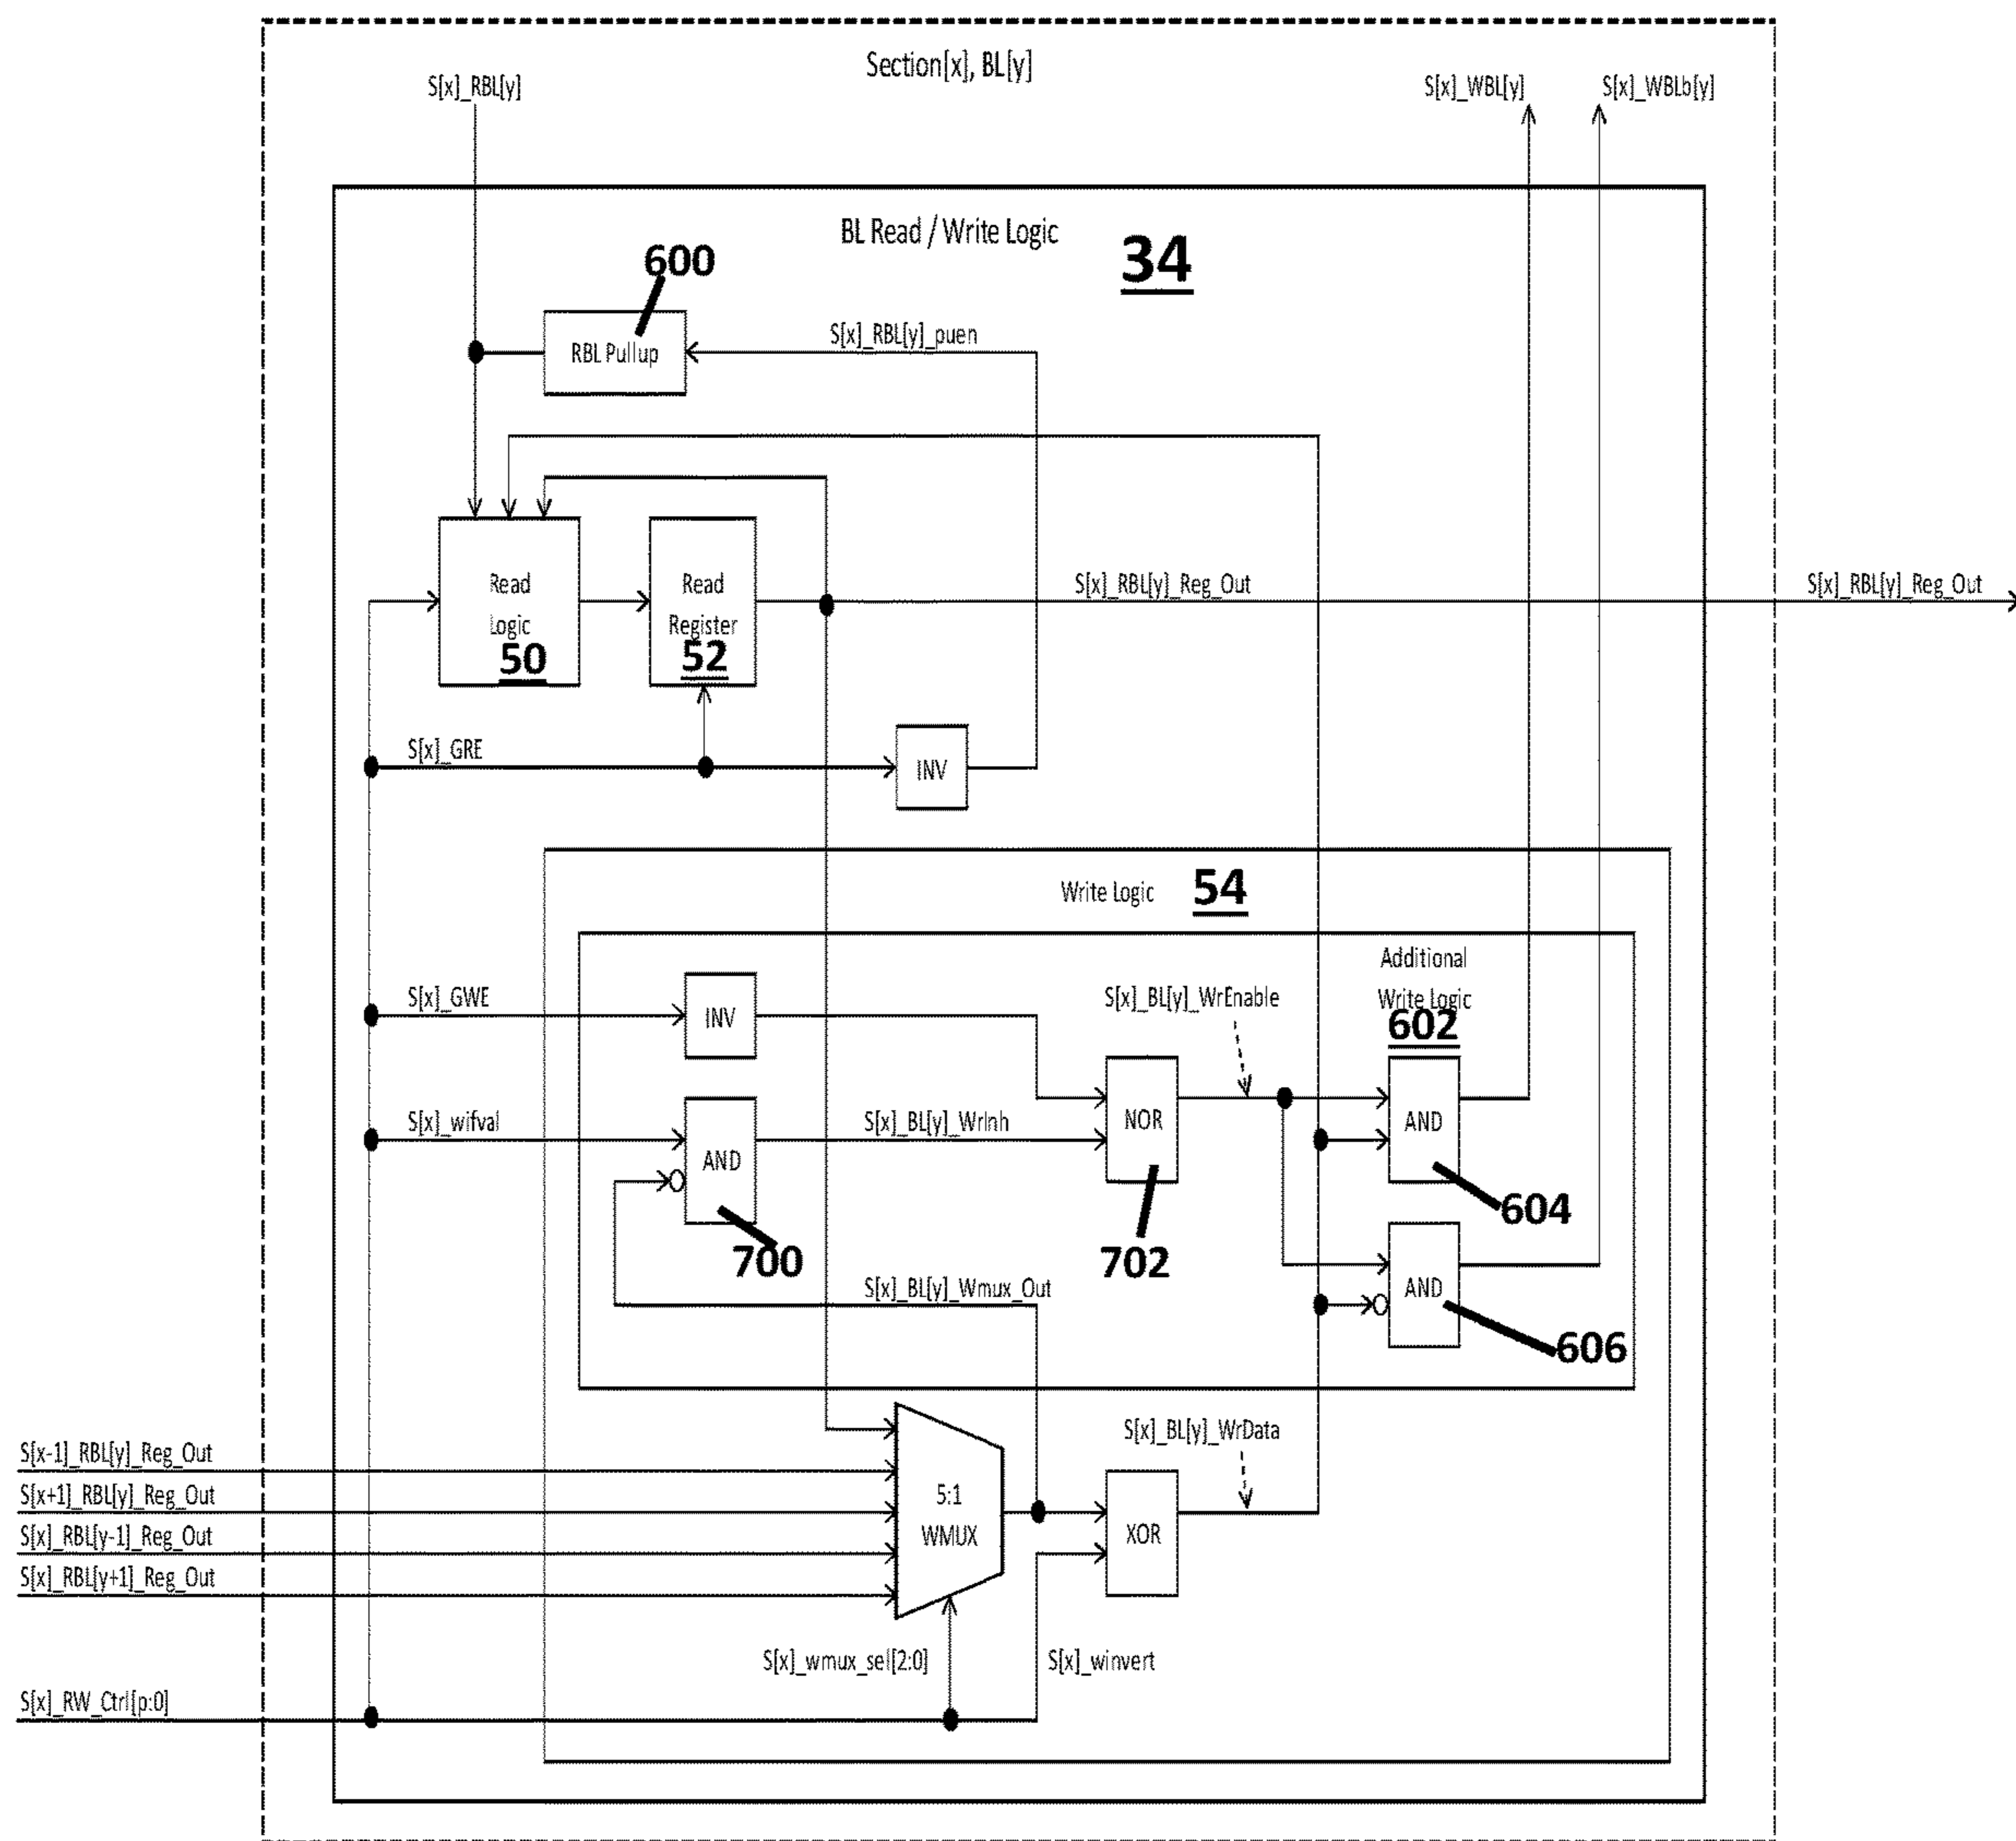 Section[x], BL[y]
S[x]_RBL[y]
S[x]_WBL[y]
S[x]_WBLb[y]
BL Read / Write Logic
34
600
RBL Pullup
S[x]_RBL[y]_puen
Read
Logic
50
Read
Register
52
S[x]_RBL[y]_Reg_Out
S[x]_RBL[y]_Reg_Out
S[x]_GRE
INV
Write Logic
54
Additional
Write Logic
602
S[x]_GWE
INV
S[x]_BL[y]_WrEnable
S[x]_wifval
AND
S[x]_BL[y]_WrInh
NOR
AND
604
700
702
S[x]_BL[y]_Wmux_Out
AND
606
S[x]_BL[y]_WrData
S[x-1]_RBL[y]_Reg_Out
S[x+1]_RBL[y]_Reg_Out
S[x]_RBL[y-1]_Reg_Out
S[x]_RBL[y+1]_Reg_Out
5:1
WMUX
XOR
S[x]_wmux_sel[2:0]
S[x]_winvert
S[x]_RW_Ctrl[p:0]